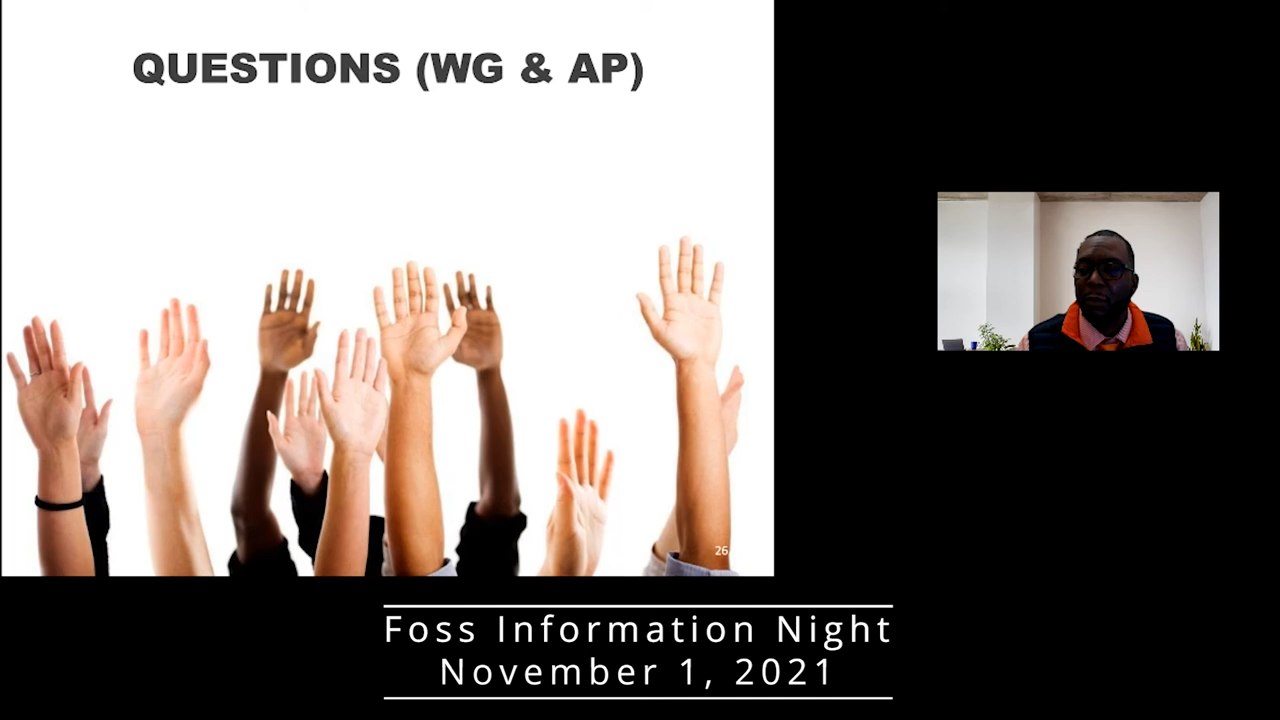 QUESTIONS (WG & AP)
26
Foss Information Night
November 1, 2021